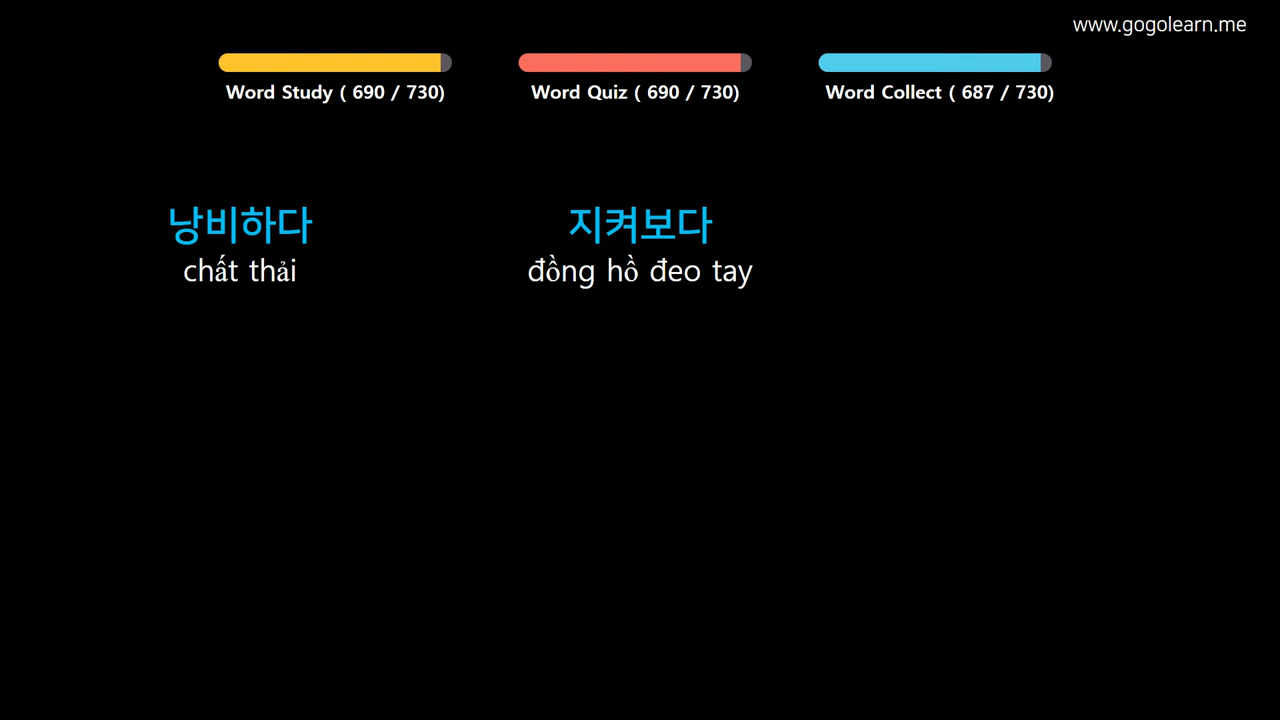 www.gogolearn.me
Word Study ( 690 / 730)
Word Quiz ( 690 / 730)
Word Collect ( 687 / 730)
낭비하다
chất thải
지켜보다
đồng hồ đeo tay